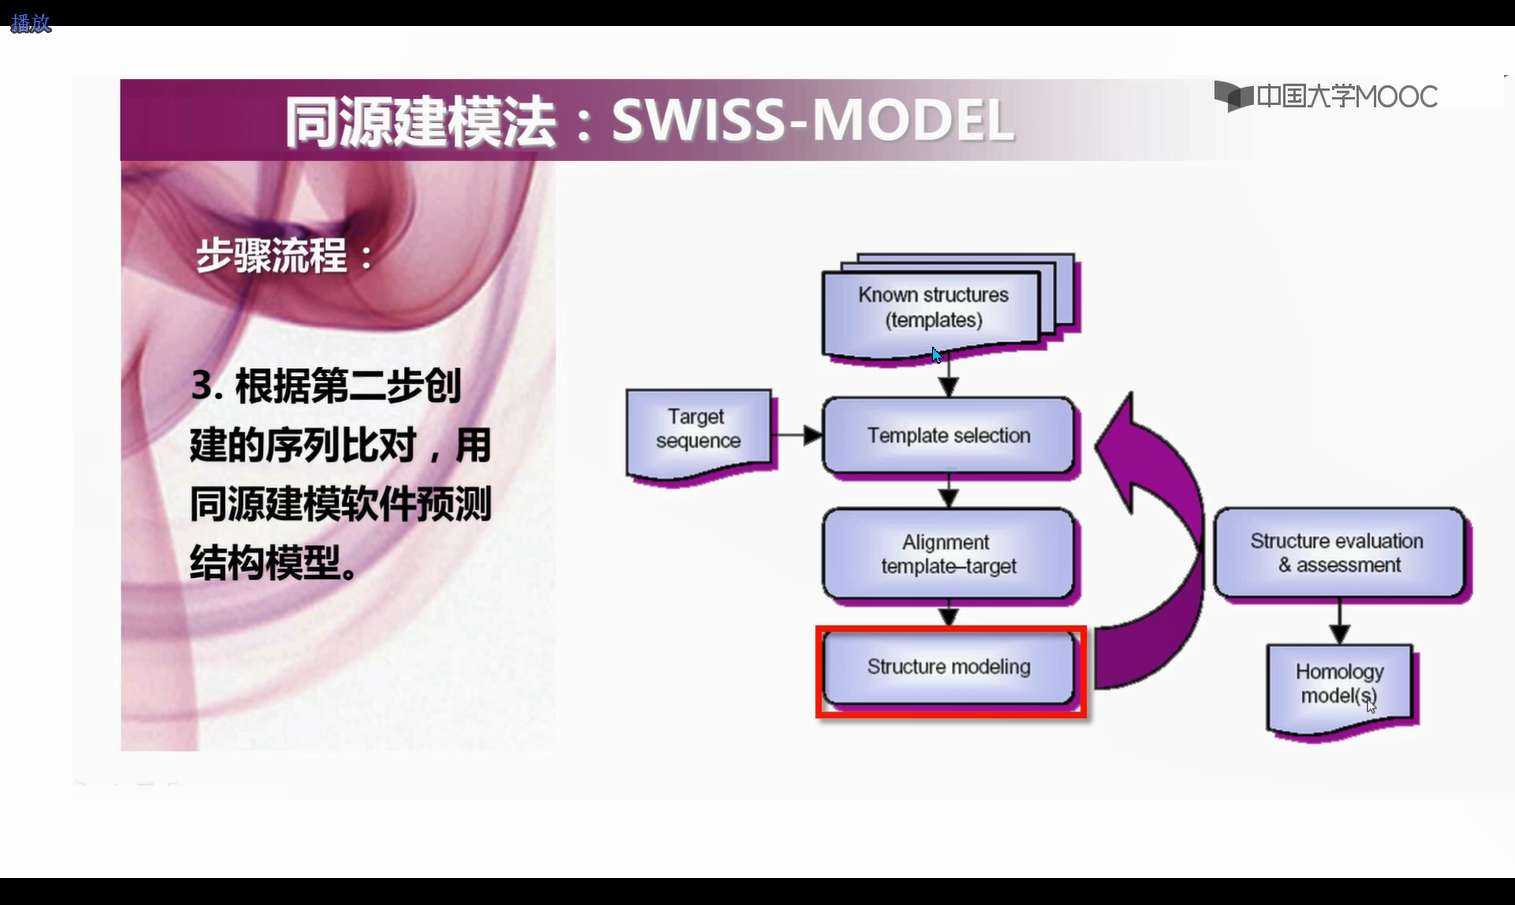 播放
中国大学MOOC
同源建模法：SWISS-MODEL
步骤流程：
3. 根据第二步创
建的序列比对，用
同源建模软件预测
结构模型。
Known structures
(templates)
Target
sequence
Template selection
Alignment
template–target
Structure modeling
Structure evaluation
& assessment
Homology
model(s)